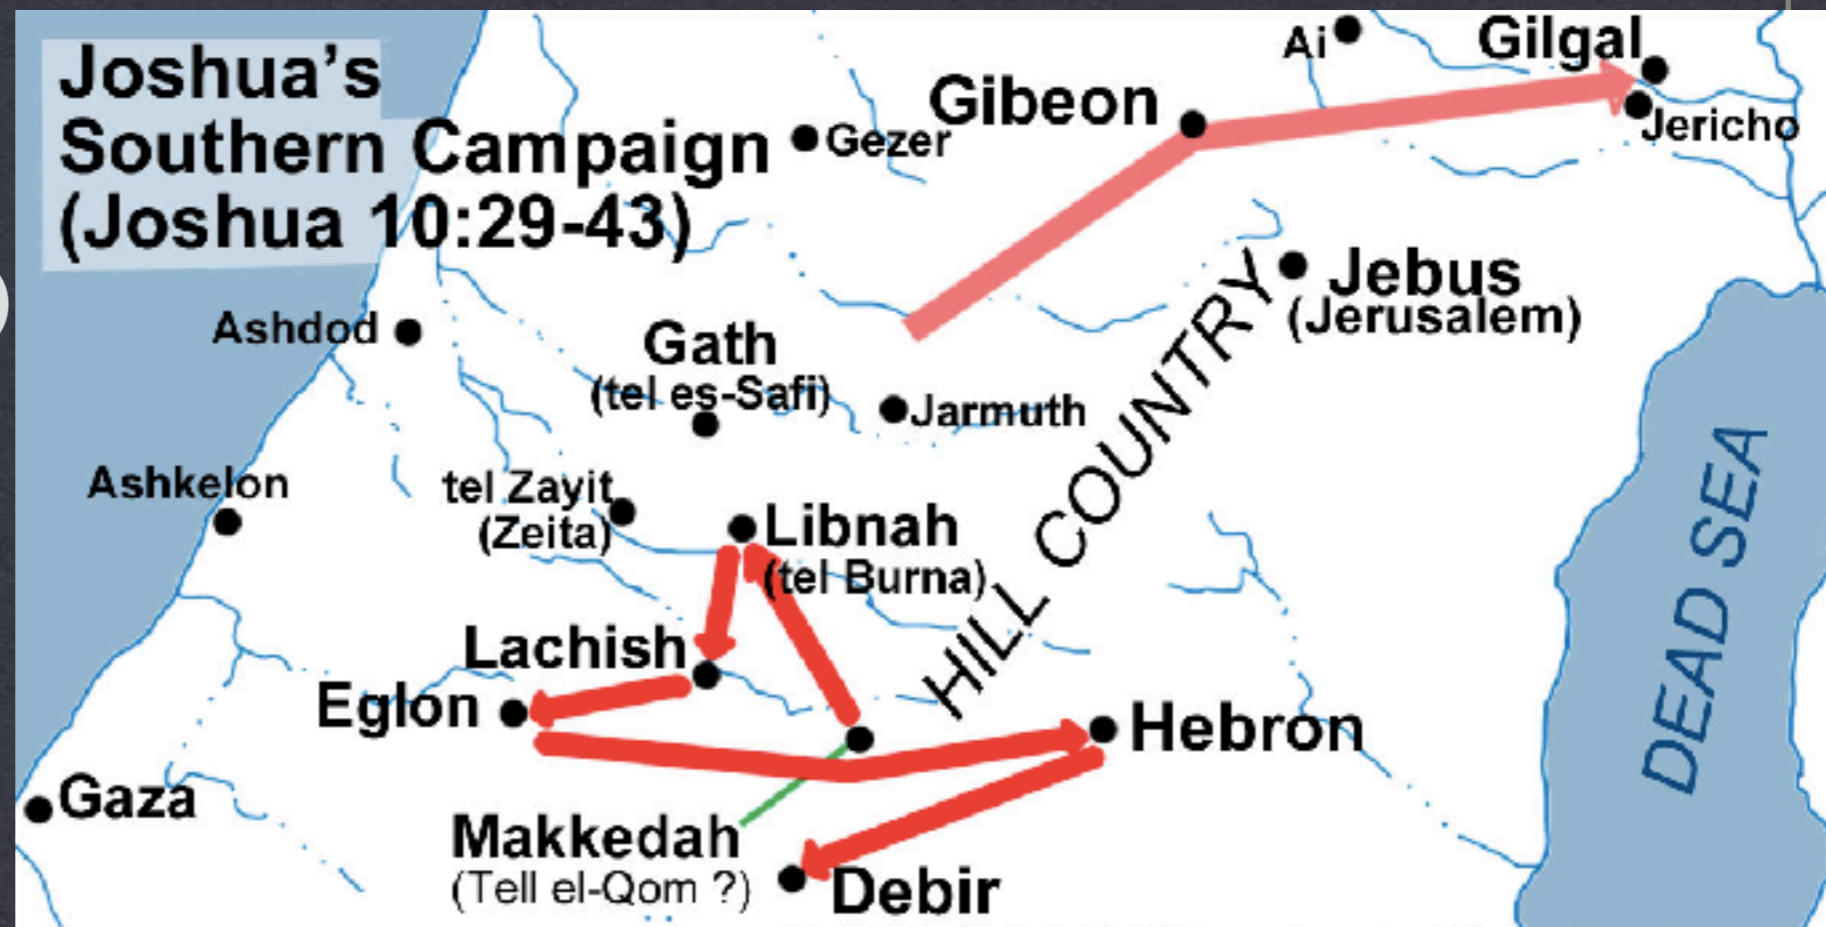 Joshua's
Southern Campaign
(Joshua 10:29-43)
Ai
Gilgal
Gibeon
Gezer
Jericho
Jebus
(Jerusalem)
Ashdod
Gath
(tel es-Safi)
Jarmuth
HILL COUNTRY
DEAD SEA
Ashkelon
tel Zayit
(Zeita)
Libnah
(tel Burna)
Lachish
Eglon
Hebron
Gaza
Makkedah
(Tell el-Qom ?)
Debir